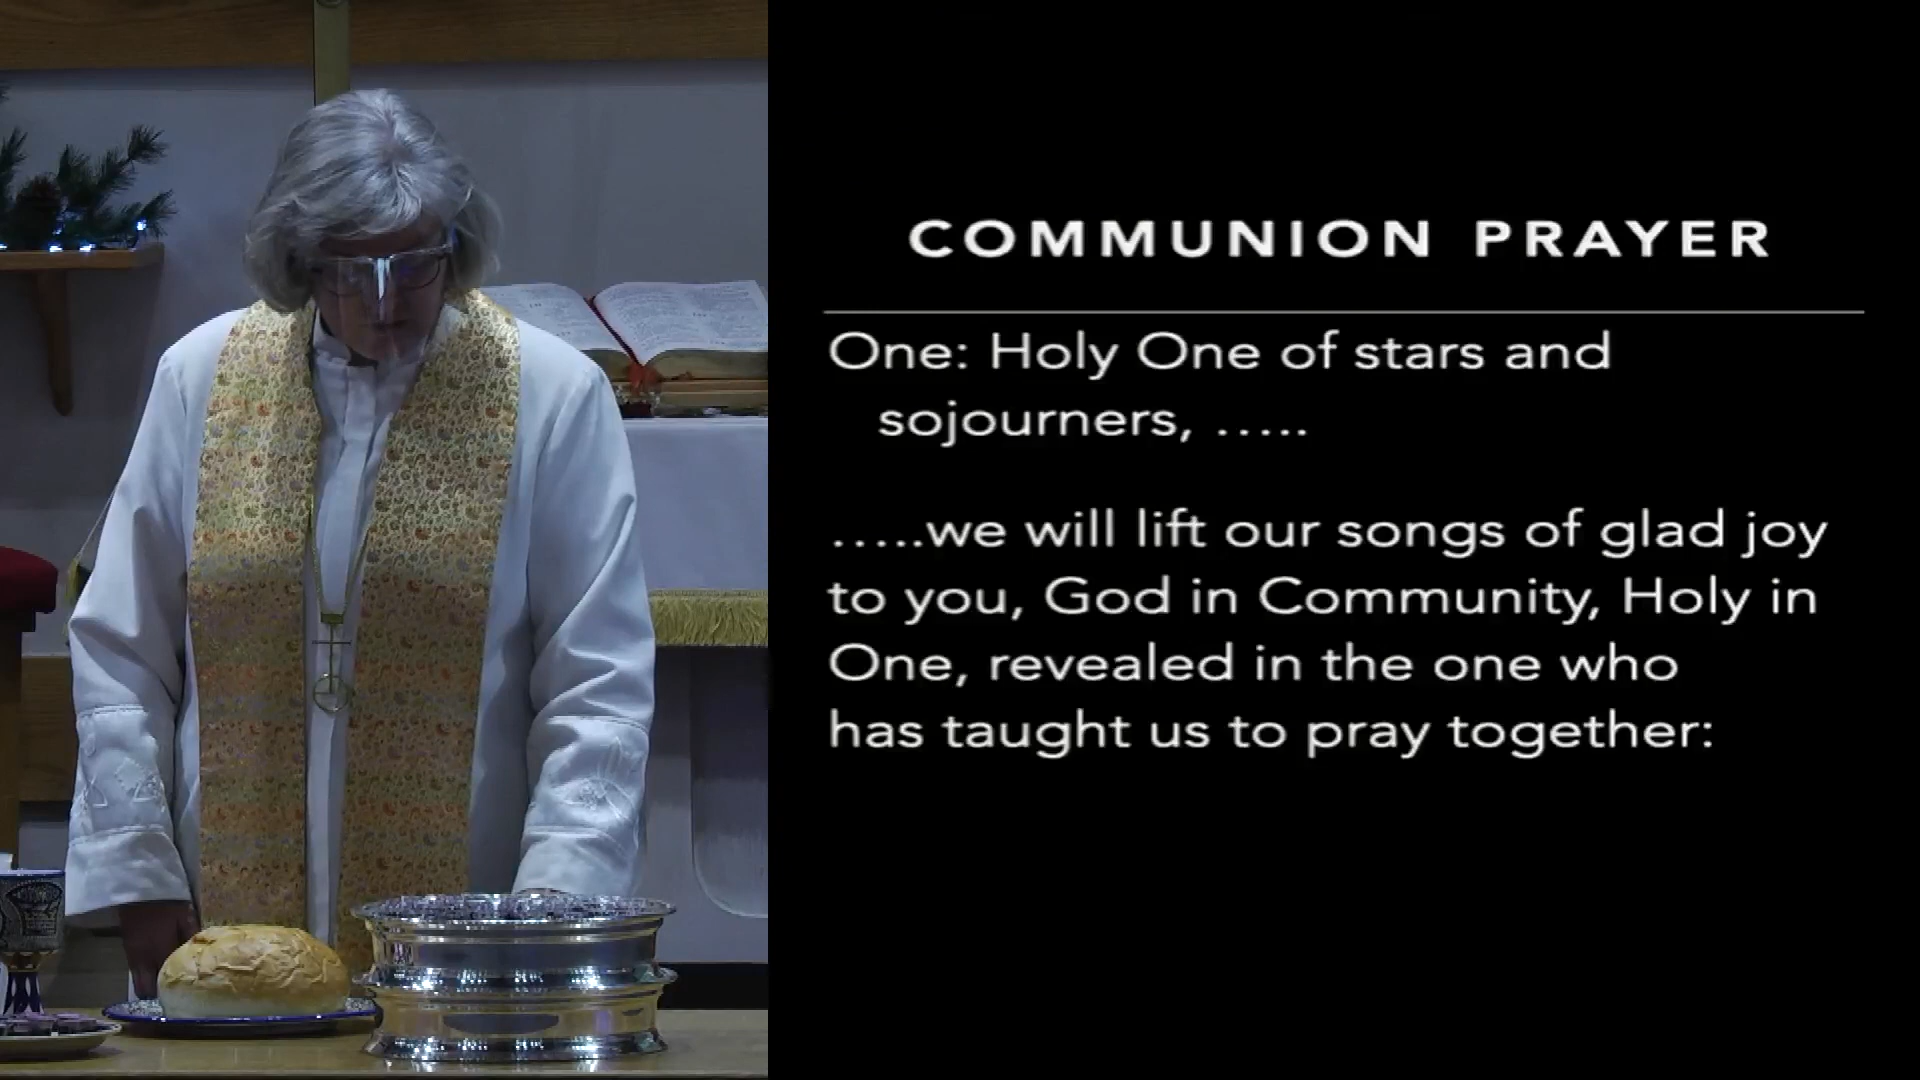 COMMUNION PRAYER
One: Holy One of stars and
sojourners, …..
…..we will lift our songs of glad joy
to you, God in Community, Holy in
One, revealed in the one who
has taught us to pray together: